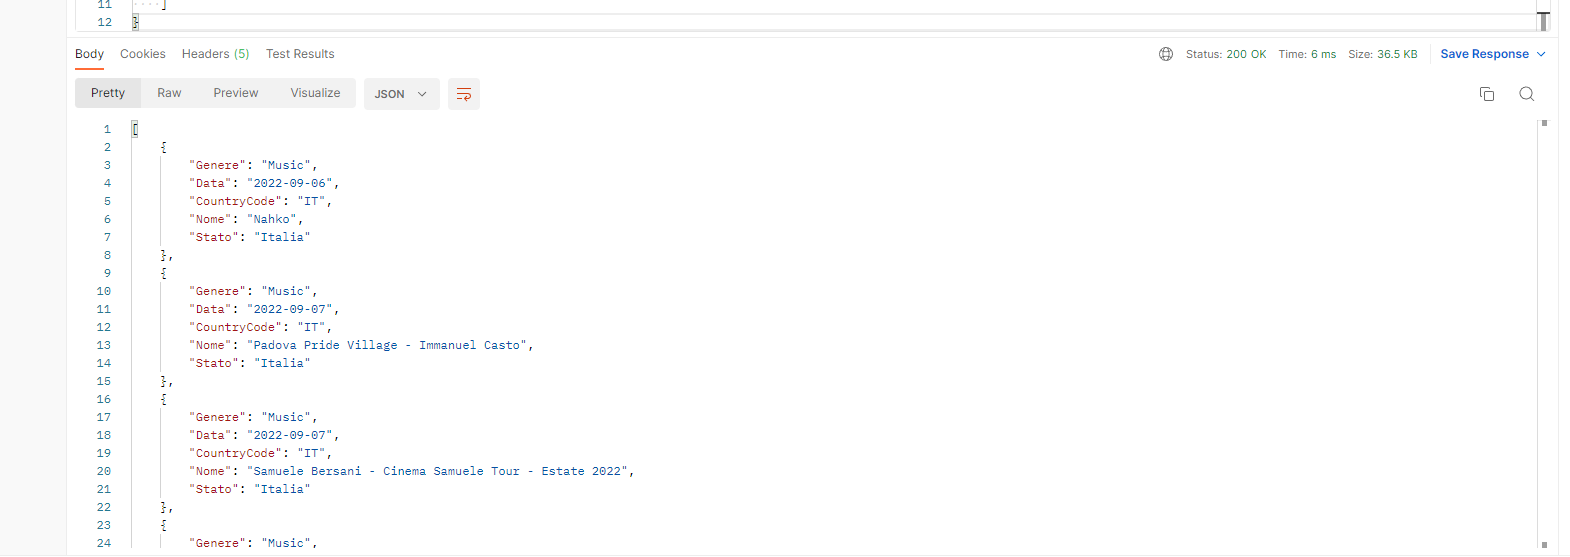 11 ]
12 }
Body Cookies Headers (5) Test Results Status: 200 OK Time: 6 ms Size: 36.5 KB Save Response
Pretty Raw Preview Visualize JSON
1 [
2 {
3 "Genere": "Music",
4 "Data": "2022-09-06",
5 "CountryCode": "IT",
6 "Nome": "Nahko",
7 "Stato": "Italia"
8 },
9 {
10 "Genere": "Music",
11 "Data": "2022-09-07",
12 "CountryCode": "IT",
13 "Nome": "Padova Pride Village - Immanuel Casto",
14 "Stato": "Italia"
15 },
16 {
17 "Genere": "Music",
18 "Data": "2022-09-07",
19 "CountryCode": "IT",
20 "Nome": "Samuele Bersani - Cinema Samuele Tour - Estate 2022",
21 "Stato": "Italia"
22 },
23 {
24 "Genere": "Music",